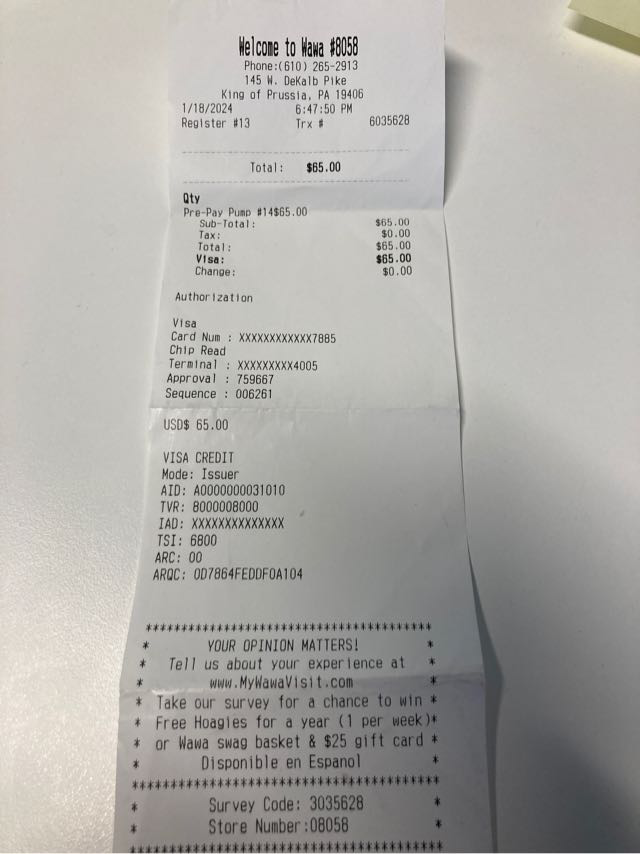 Welcome to Wawa #8058
Phone:(610) 265-2913
145 W. DeKalb Pike
King of Prussia, PA 19406
1/18/2024 6:47:50 PM
Register #13 Trx # 6035628
Total: $65.00
Qty
Pre-Pay Pump #14$65.00
Sub-Total: $65.00
Tax: $0.00
Total: $65.00
Visa: $65.00
Change: $0.00
Authorization
Visa
Card Num : XXXXXXXXXXXX7885
Chip Read
Terminal : XXXXXXXXX4005
Approval : 759667
Sequence : 006261
USD$ 65.00
VISA CREDIT
Mode: Issuer
AID: A0000000031010
TVR: 8000008000
IAD: XXXXXXXXXXXXXX
TSI: 6800
ARC: 00
ARQC: 0D7864FEDDF0A104
****************************************
* YOUR OPINION MATTERS! *
* Tell us about your experience at *
* www.MyWawaVisit.com *
* Take our survey for a chance to win *
* Free Hoagies for a year (1 per week)*
* or Wawa swag basket & $25 gift card *
* Disponible en Espanol *
****************************************
* Survey Code: 3035628 *
* Store Number:08058 *
****************************************